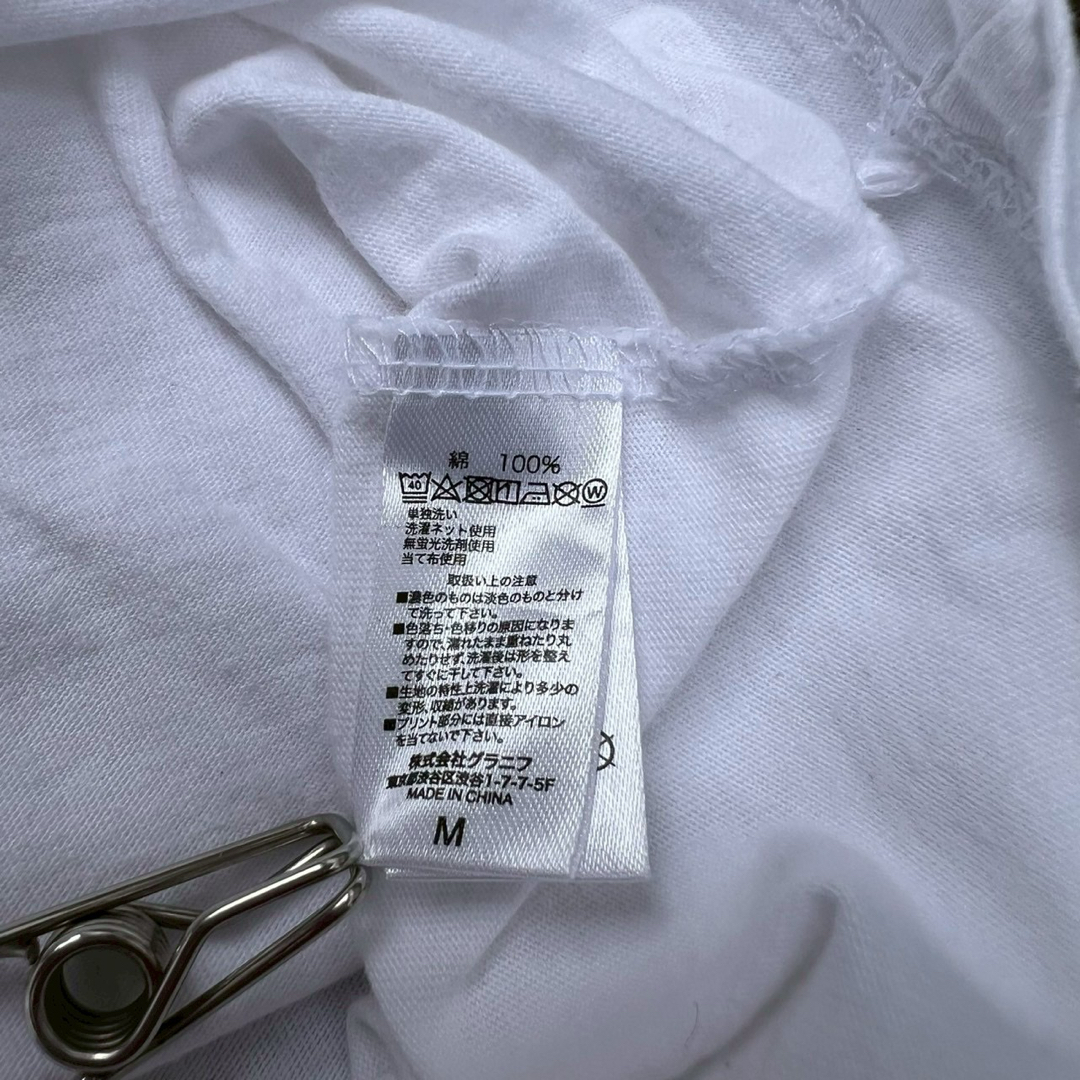 綿 100%
40 W
単独洗い
洗濯ネット使用
無蛍光洗剤使用
当て布使用
取扱い上の注意
■濃色のものは淡色のものと分け
て洗って下さい。
■色落ち・色移りの原因になりま
すので、濡れたまま重ねたり丸
めたりせず、洗濯後は形を整え
てすぐに干して下さい。
■生地の特性上洗濯により多少の
変形、収縮があります。
■プリント部分には直接アイロン
を当てないで下さい。
株式会社グラニフ
東京都渋谷区渋谷1-7-7-5F
MADE IN CHINA
M